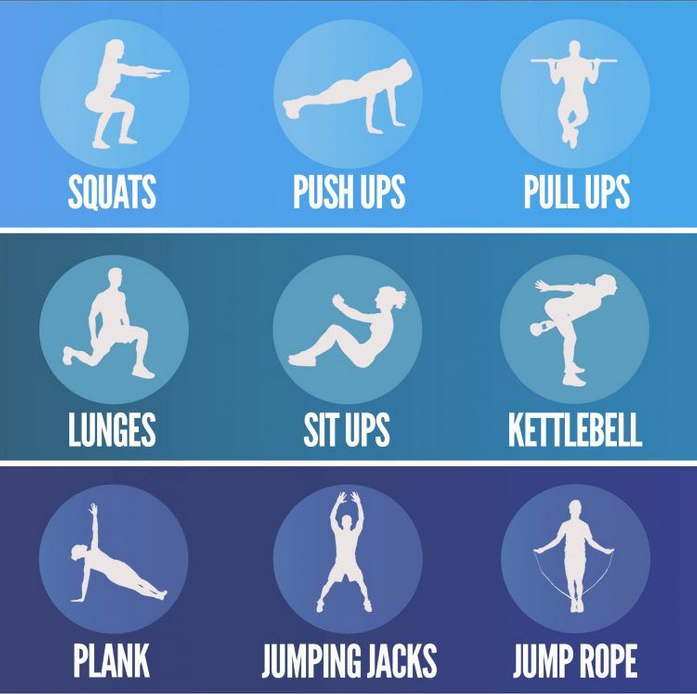 SQUATS
PUSH UPS
PULL UPS
LUNGES
SIT UPS
KETTLEBELL
PLANK
JUMPING JACKS
JUMP ROPE